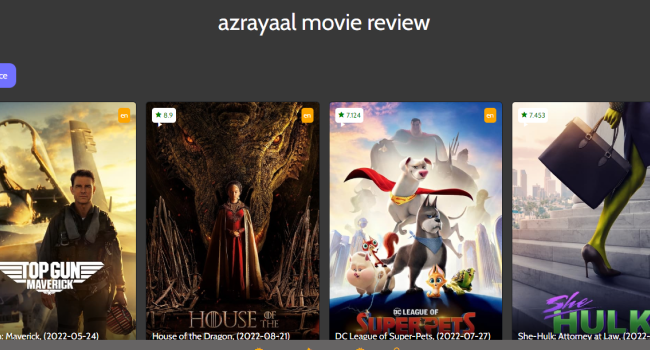 azrayaal movie review
ce
en
8.9
en
7.124
en
7.453
TOP GUN
MAVERICK
HOUSE OF THE
DC LEAGUE OF
SUPER-PETS
She-
HULK
: Maverick, (2022-05-24)
House of the Dragon, (2022-08-21)
DC League of Super-Pets, (2022-07-27)
She-Hulk: Attorney at Law, (2022-